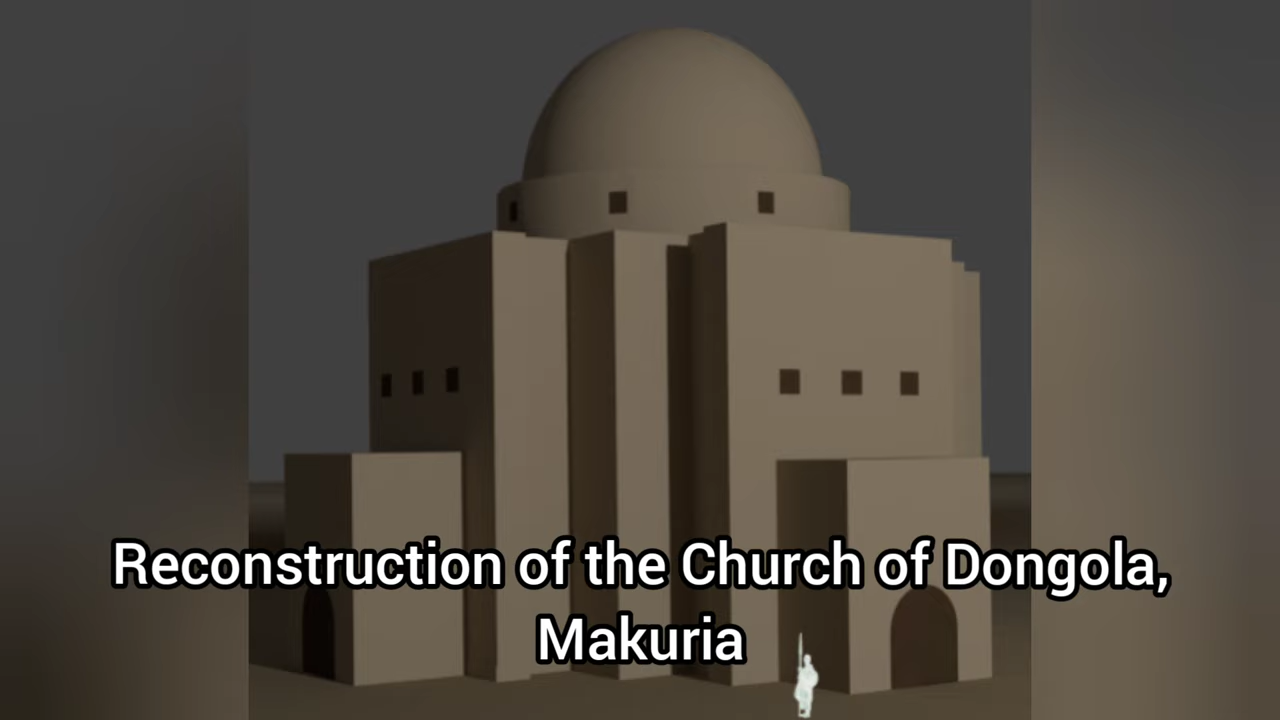 Reconstruction of the Church of Dongola,
Makuria